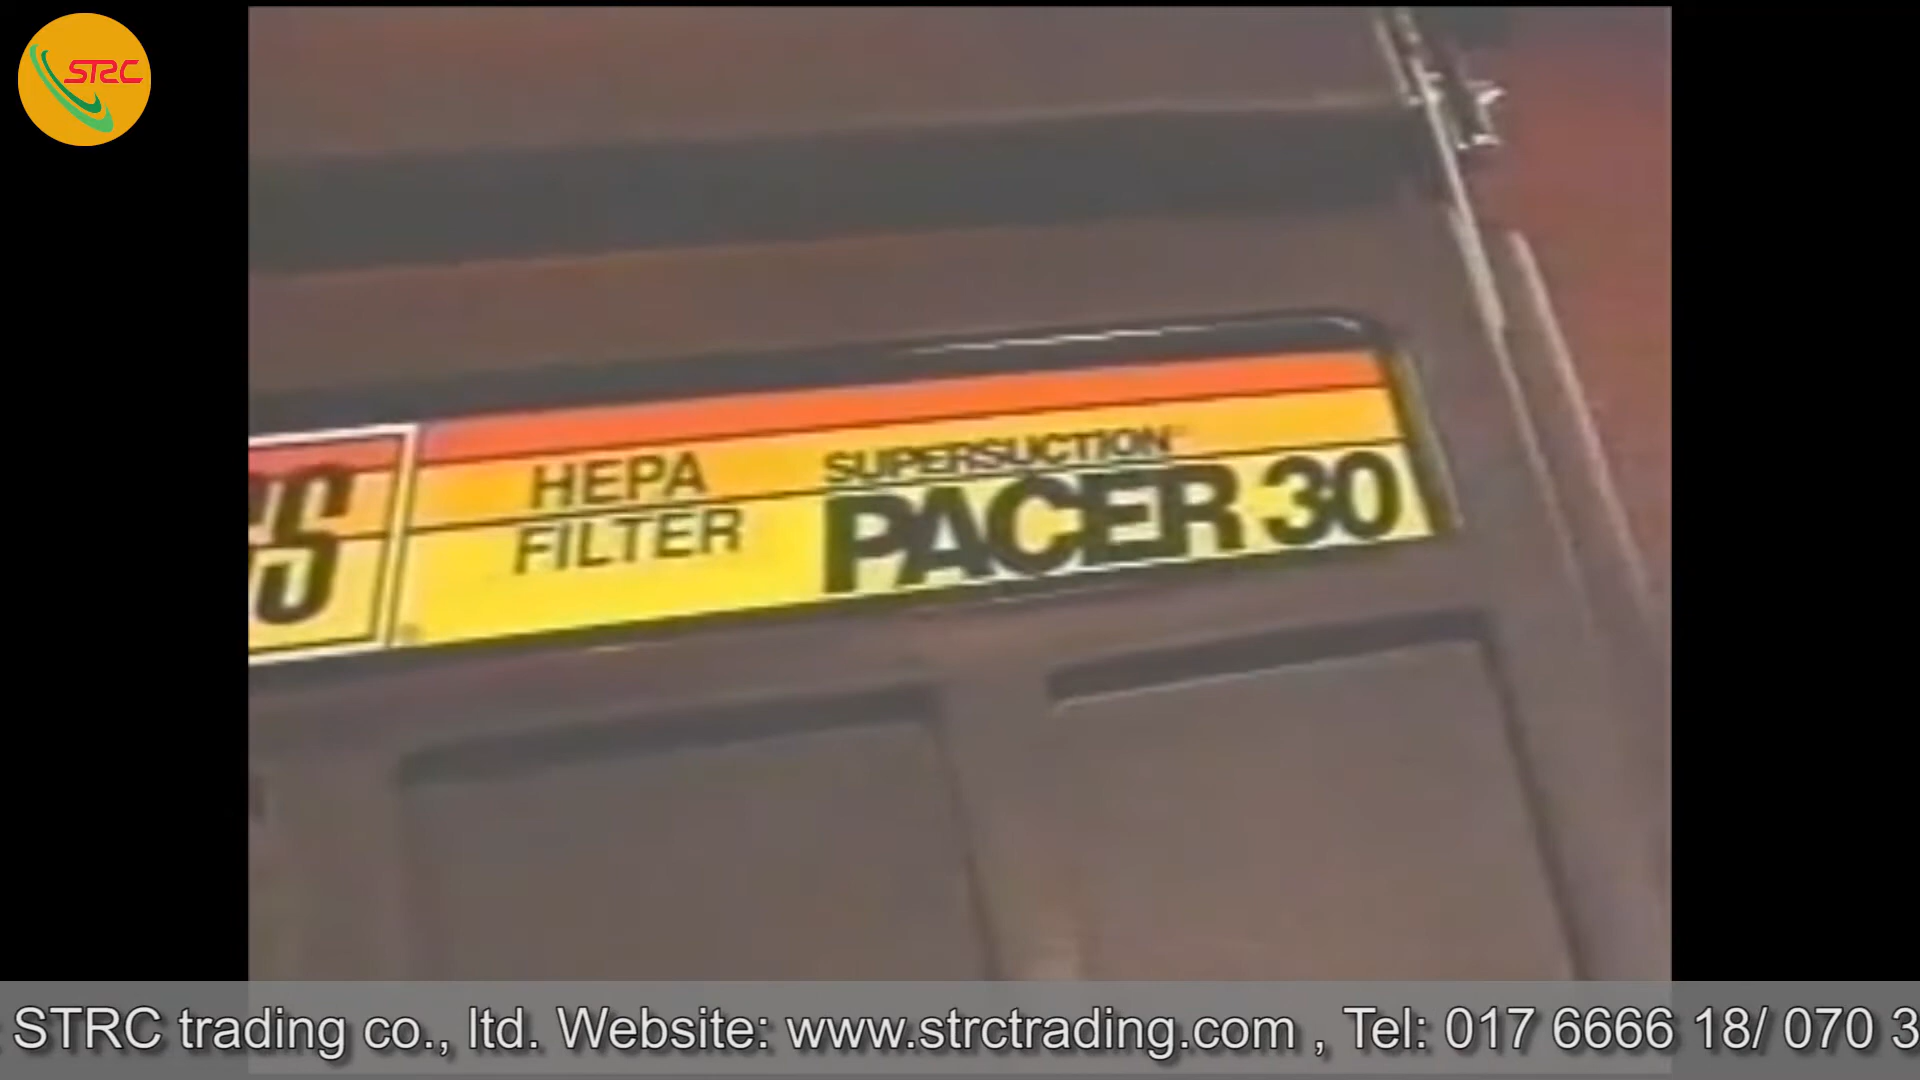 STRC
HEPA
FILTER
SUPERSUCTION
PACER 30
STRC trading co., ltd. Website: www.strctrading.com , Tel: 017 6666 18/ 070 3